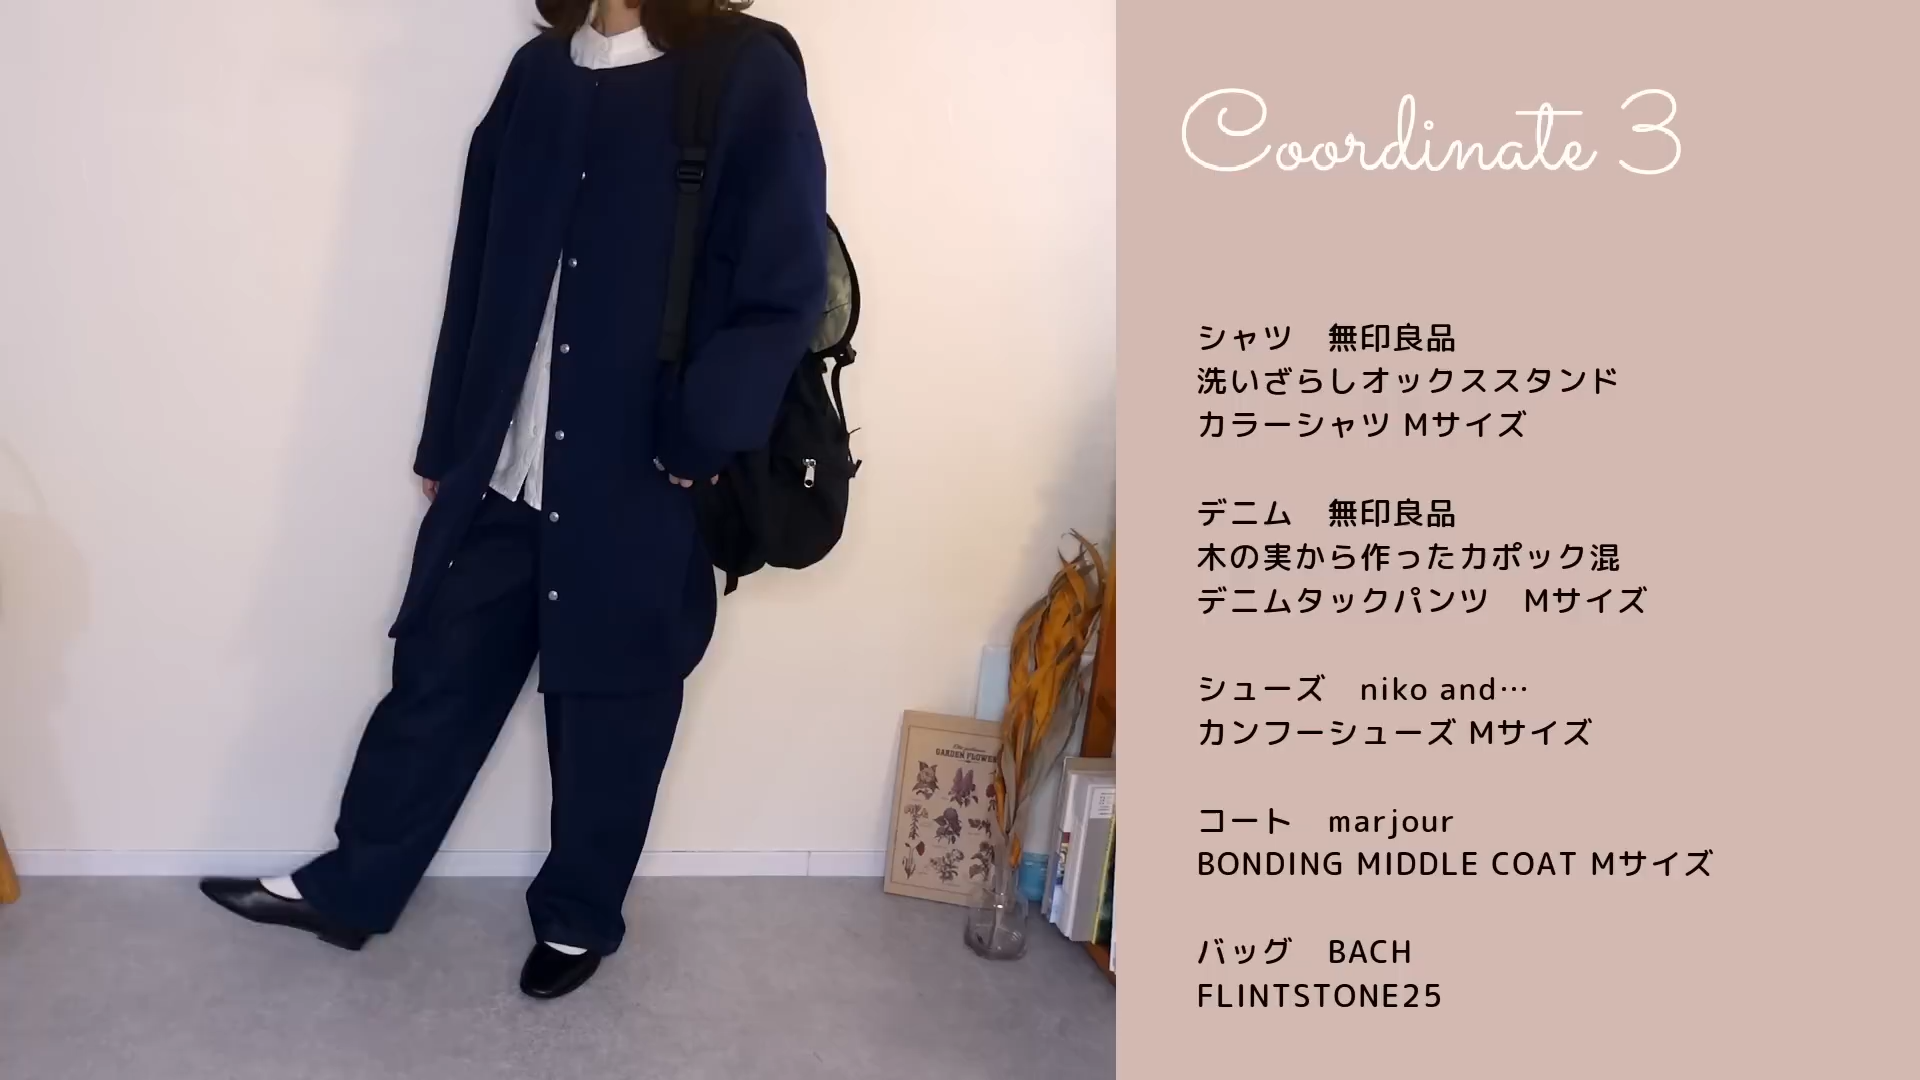 Coordinate 3
シャツ　無印良品
洗いざらしオックススタンド
カラーシャツ Mサイズ
デニム　無印良品
木の実から作ったカポック混
デニムタックパンツ　Mサイズ
シューズ　niko and…
カンフーシューズ Mサイズ
コート　marjour
BONDING MIDDLE COAT Mサイズ
バッグ　BACH
FLINTSTONE25
GARDEN FLOWER